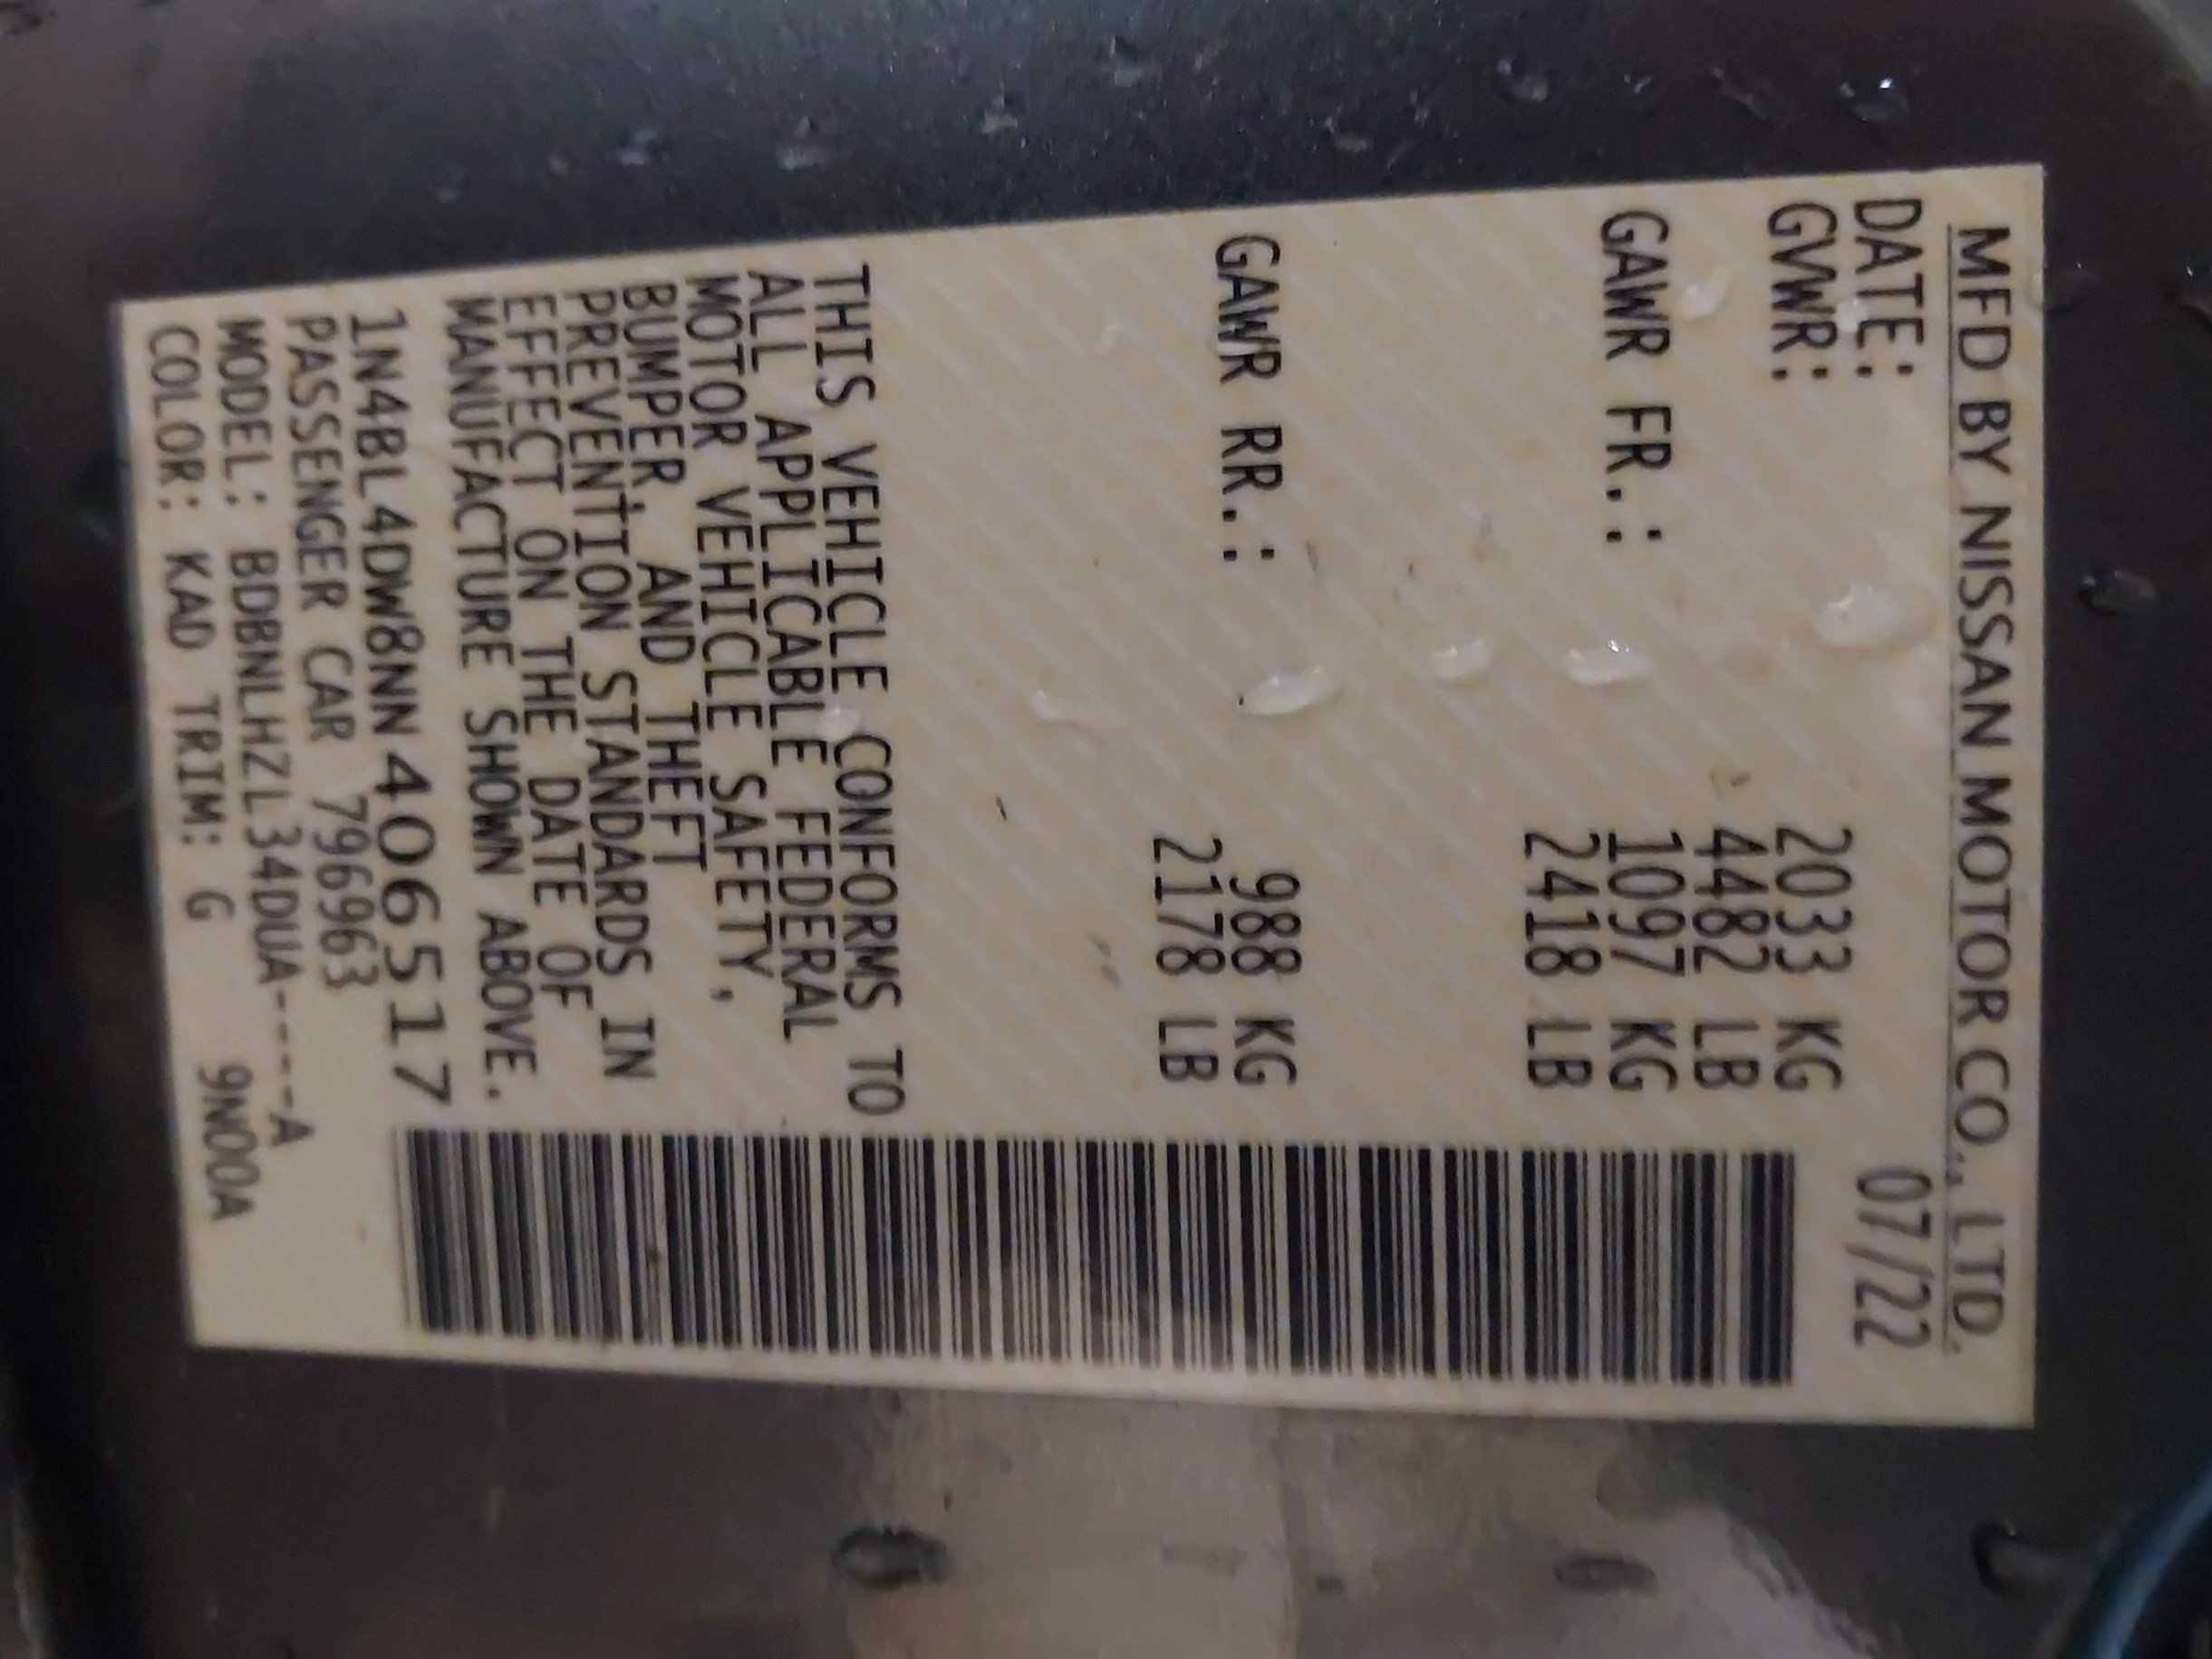 MFD BY NISSAN MOTOR CO., LTD.
DATE: 07/22
GVWR: 2033 KG
4482 LB
GAWR FR.: 1097 KG
2418 LB
GAWR RR.: 988 KG
2178 LB
THIS VEHICLE CONFORMS TO
ALL APPLICABLE FEDERAL
MOTOR VEHICLE SAFETY,
BUMPER, AND THEFT
PREVENTION STANDARDS IN
EFFECT ON THE DATE OF
MANUFACTURE SHOWN ABOVE.
1N4BL4DW8NN406517
PASSENGER CAR 796963
MODEL: BDBNLHZL34DUA----A
COLOR: KAD TRIM: G 9N00A